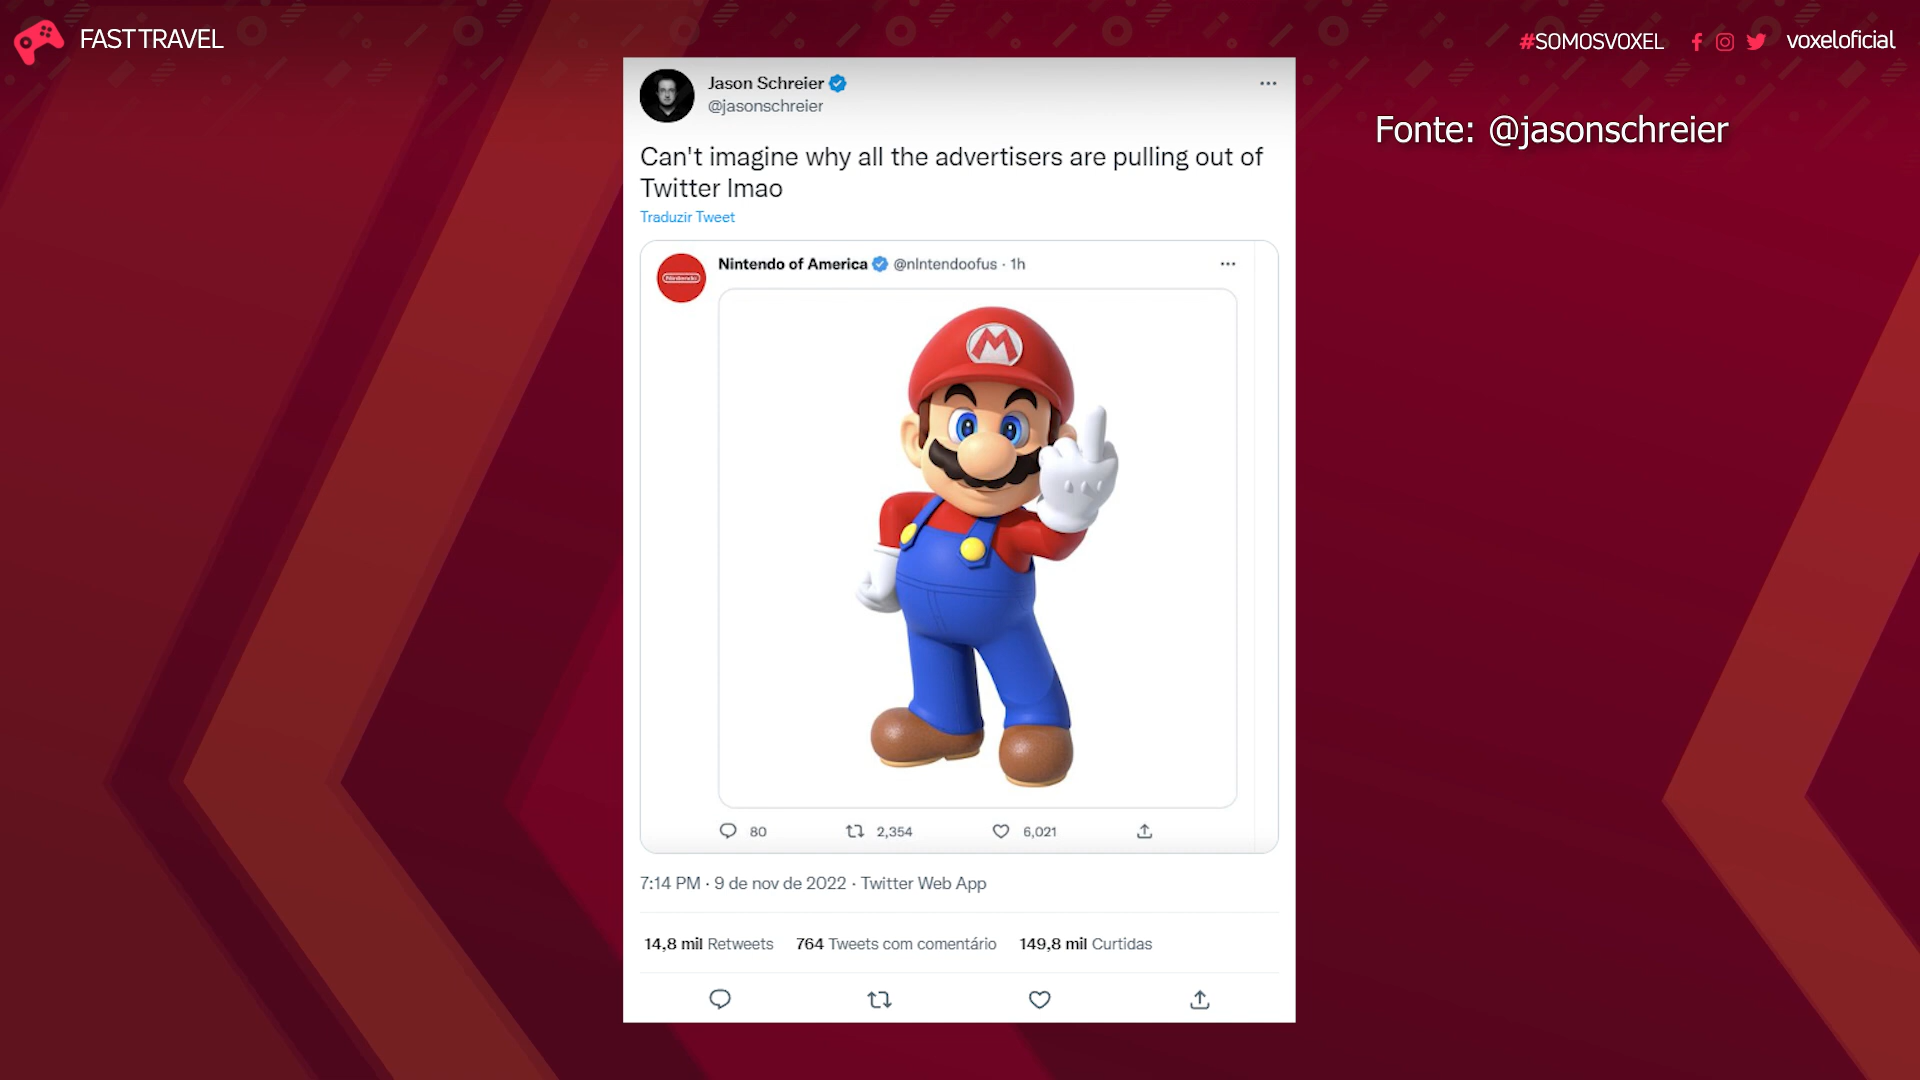 FAST TRAVEL
#SOMOSVOXEL
voxeloficial
Fonte: @jasonschreier
Jason Schreier
@jasonschreier
Can't imagine why all the advertisers are pulling out of
Twitter lmao
Traduzir Tweet
Nintendo
Nintendo of America @nIntendoofus · 1h
M
80 2,354 6,021
7:14 PM · 9 de nov de 2022 · Twitter Web App
14,8 mil Retweets 764 Tweets com comentário 149,8 mil Curtidas